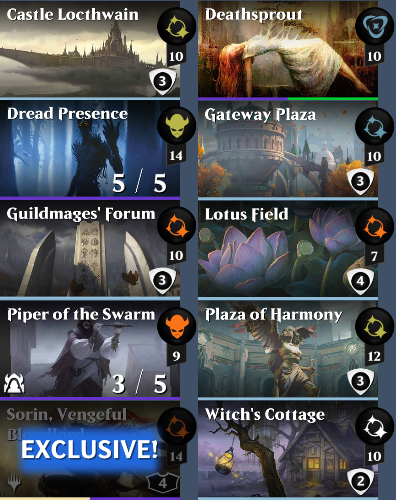 Castle Locthwain
10
3
Deathsprout
10
Dread Presence
14
5 / 5
Gateway Plaza
10
3
Guildmages' Forum
10
3
Lotus Field
7
4
Piper of the Swarm
9
3 / 5
Plaza of Harmony
12
3
Sorin, Vengeful
14
EXCLUSIVE!
4
Witch's Cottage
10
2